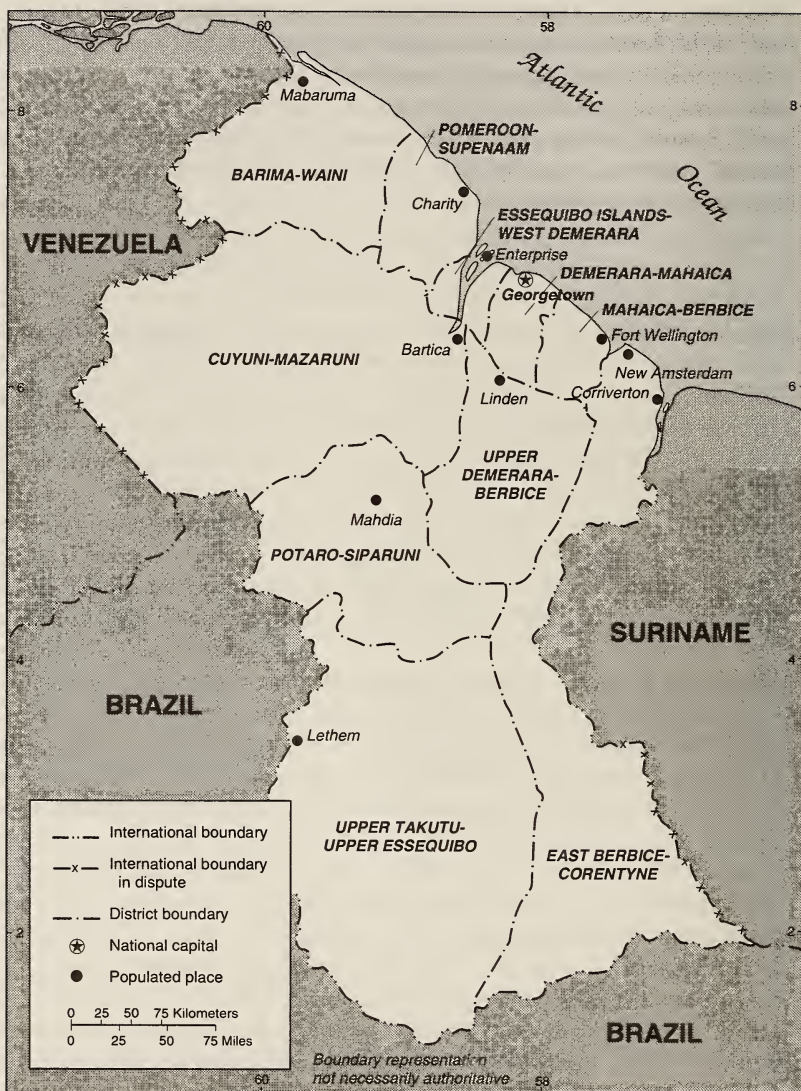 60
58
Atlantic
Ocean
8
8
Mabaruma
POMEROON-
SUPENAAM
BARIMA-WAINI
Charity
ESSEQUIBO ISLANDS-
WEST DEMERARA
VENEZUELA
Enterprise
DEMERARA-MAHAICA
Georgetown
MAHAICA-BERBICE
Fort Wellington
Bartica
CUYUNI-MAZARUNI
New Amsterdam
6
6
Linden
Corriverton
UPPER
DEMERARA-
BERBICE
Mahdia
POTARO-SIPARUNI
SURINAME
4
4
BRAZIL
Lethem
UPPER TAKUTU-
UPPER ESSEQUIBO
EAST BERBICE-
CORENTYNE
International boundary
International boundary
in dispute
District boundary
National capital
Populated place
0 25 50 75 Kilometers
0 25 50 75 Miles
2
2
BRAZIL
Boundary representation
not necessarily authoritative
60
58